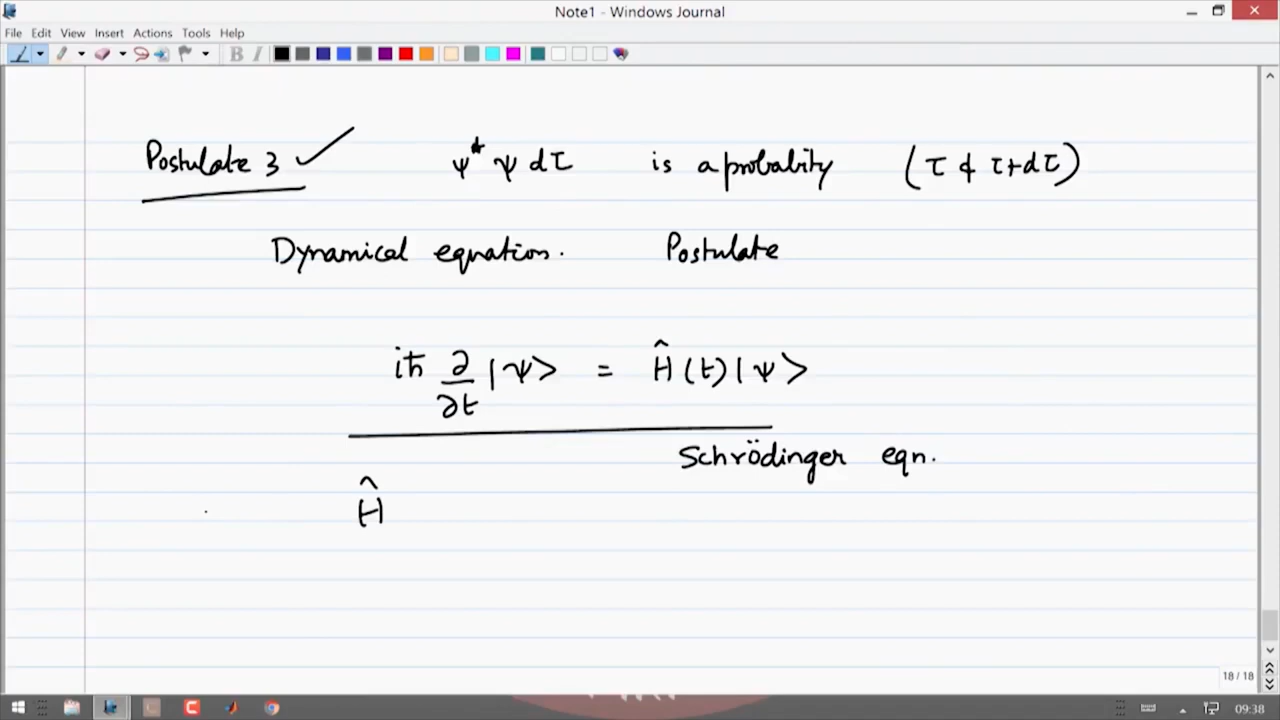 Note1 - Windows Journal
File Edit View Insert Actions Tools Help
B I
Postulate 3 ✓ ψ* ψ dτ is a probability (τ & τ+dτ)
Dynamical equation. Postulate
iħ ∂/∂t |ψ> = Ĥ(t)|ψ>
Schrödinger eqn.
Ĥ
18 / 18
09:38